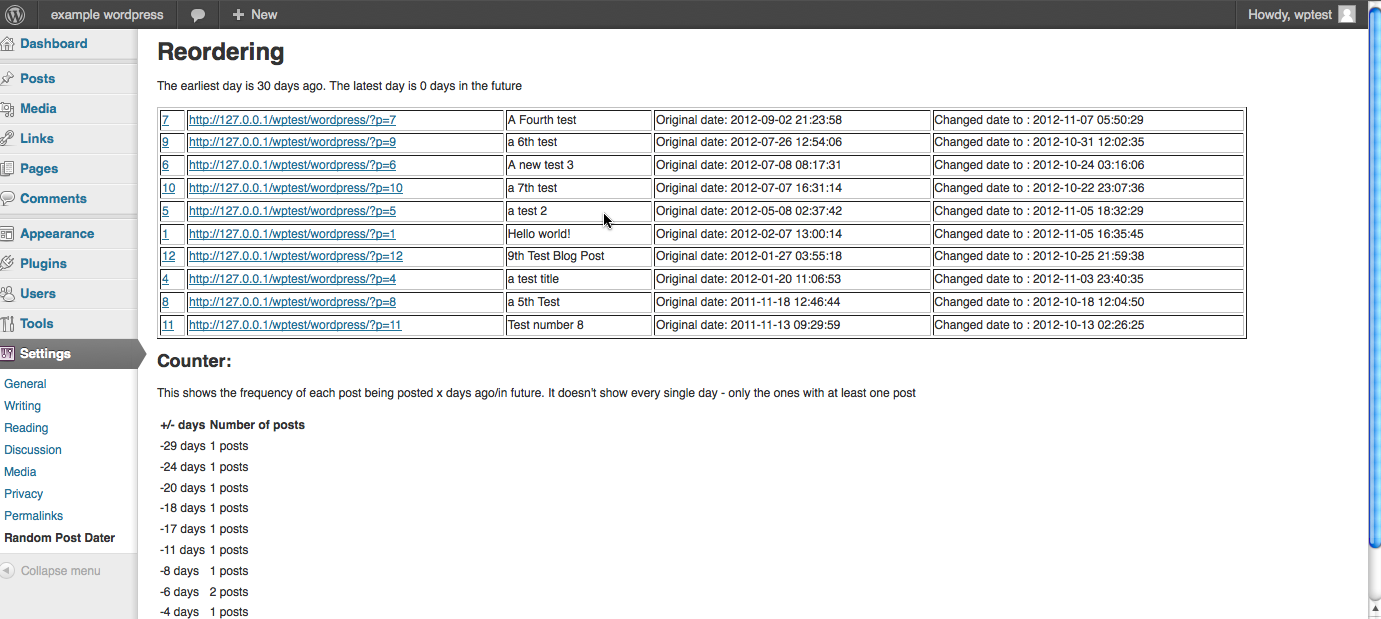 example wordpress + New Howdy, wptest
Dashboard
Posts
Media
Links
Pages
Comments
Appearance
Plugins
Users
Tools
Settings
General
Writing
Reading
Discussion
Media
Privacy
Permalinks
Random Post Dater
Collapse menu
Reordering
The earliest day is 30 days ago. The latest day is 0 days in the future
7 http://127.0.0.1/wptest/wordpress/?p=7 A Fourth test Original date: 2012-09-02 21:23:58 Changed date to : 2012-11-07 05:50:29
9 http://127.0.0.1/wptest/wordpress/?p=9 a 6th test Original date: 2012-07-26 12:54:06 Changed date to : 2012-10-31 12:02:35
6 http://127.0.0.1/wptest/wordpress/?p=6 A new test 3 Original date: 2012-07-08 08:17:31 Changed date to : 2012-10-24 03:16:06
10 http://127.0.0.1/wptest/wordpress/?p=10 a 7th test Original date: 2012-07-07 16:31:14 Changed date to : 2012-10-22 23:07:36
5 http://127.0.0.1/wptest/wordpress/?p=5 a test 2 Original date: 2012-05-08 02:37:42 Changed date to : 2012-11-05 18:32:29
1 http://127.0.0.1/wptest/wordpress/?p=1 Hello world! Original date: 2012-02-07 13:00:14 Changed date to : 2012-11-05 16:35:45
12 http://127.0.0.1/wptest/wordpress/?p=12 9th Test Blog Post Original date: 2012-01-27 03:55:18 Changed date to : 2012-10-25 21:59:38
4 http://127.0.0.1/wptest/wordpress/?p=4 a test title Original date: 2012-01-20 11:06:53 Changed date to : 2012-11-03 23:40:35
8 http://127.0.0.1/wptest/wordpress/?p=8 a 5th Test Original date: 2011-11-18 12:46:44 Changed date to : 2012-10-18 12:04:50
11 http://127.0.0.1/wptest/wordpress/?p=11 Test number 8 Original date: 2011-11-13 09:29:59 Changed date to : 2012-10-13 02:26:25
Counter:
This shows the frequency of each post being posted x days ago/in future. It doesn't show every single day - only the ones with at least one post
+/- days Number of posts
-29 days 1 posts
-24 days 1 posts
-20 days 1 posts
-18 days 1 posts
-17 days 1 posts
-11 days 1 posts
-8 days 1 posts
-6 days 2 posts
-4 days 1 posts